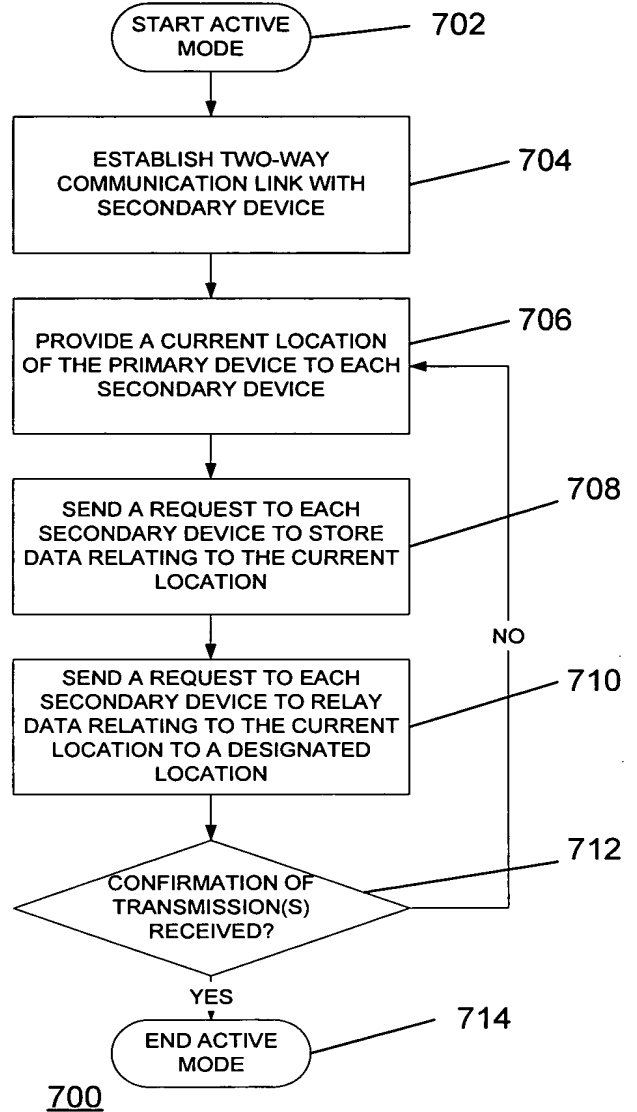 START ACTIVE
MODE
702
ESTABLISH TWO-WAY
COMMUNICATION LINK WITH
SECONDARY DEVICE
704
PROVIDE A CURRENT LOCATION
OF THE PRIMARY DEVICE TO EACH
SECONDARY DEVICE
706
SEND A REQUEST TO EACH
SECONDARY DEVICE TO STORE
DATA RELATING TO THE CURRENT
LOCATION
708
NO
SEND A REQUEST TO EACH
SECONDARY DEVICE TO RELAY
DATA RELATING TO THE CURRENT
LOCATION TO A DESIGNATED
LOCATION
710
CONFIRMATION OF
TRANSMISSION(S)
RECEIVED?
712
YES
END ACTIVE
MODE
714
700